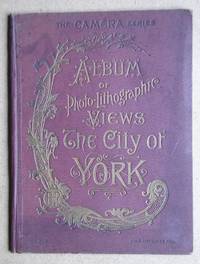 THE CAMERA SERIES
ALBUM
OF
Photo-Lithographic
VIEWS
The City of
YORK